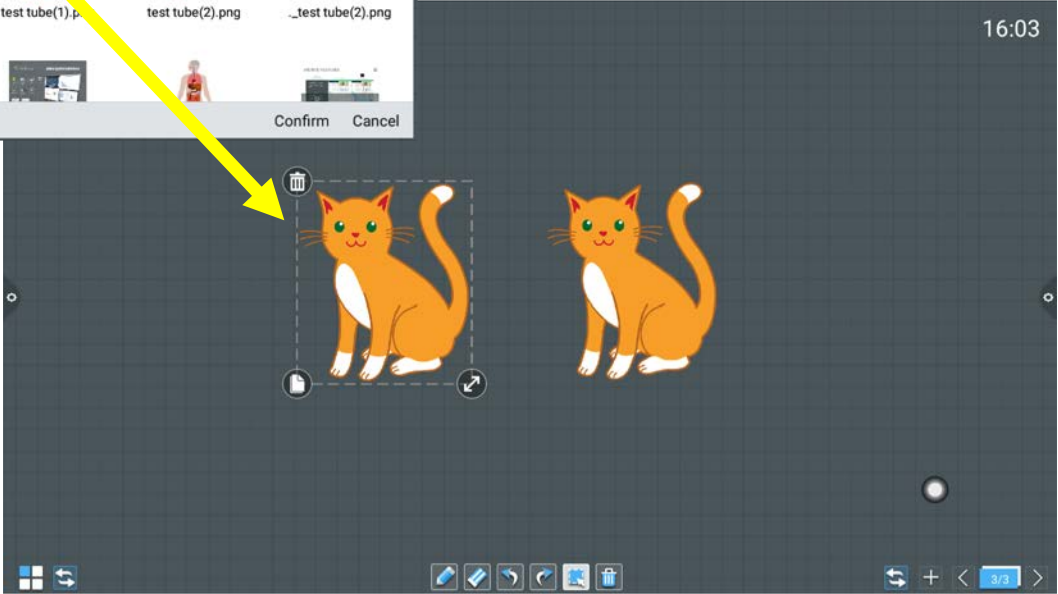 test tube(1).p
test tube(2).png
._test tube(2).png
16:03
Confirm
Cancel
3/3